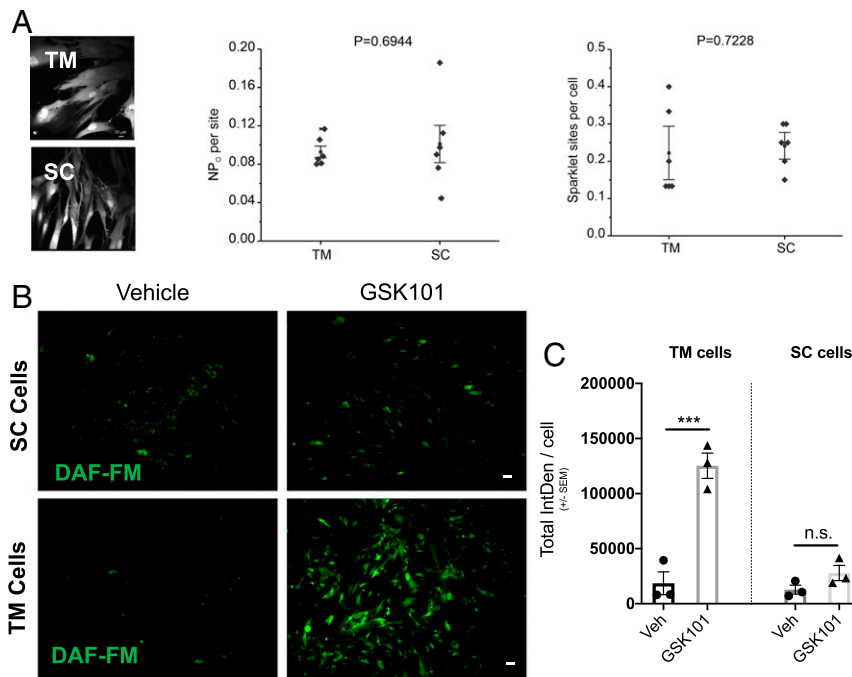 A
TM
SC
P=0.6944
NPO per site
0.20
0.16
0.12
0.08
0.04
0.00
TM
SC
P=0.7228
Sparklet sites per cell
0.5
0.4
0.3
0.2
0.1
0.0
TM
SC
B
Vehicle
GSK101
SC Cells
DAF-FM
TM Cells
DAF-FM
C
TM cells
SC cells
Total IntDen / cell
(+/- SEM)
200000
150000
100000
50000
0
***
n.s.
Veh
GSK101
Veh
GSK101